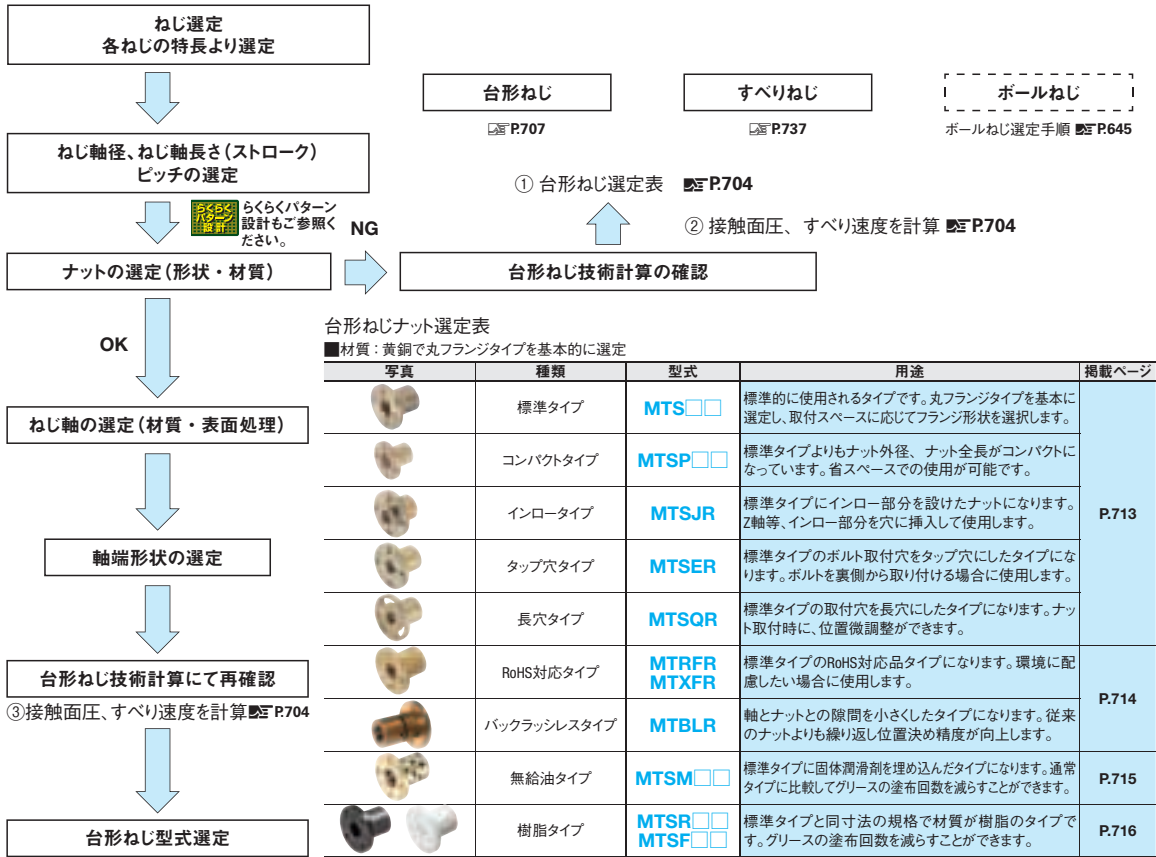 ねじ選定
各ねじの特長より選定
ねじ軸径、ねじ軸長さ(ストローク)
ピッチの選定
らくらく
パターン
設計
らくらくパターン
設計もご参照く
ださい。
NG
ナットの選定(形状・材質)
OK
ねじ軸の選定(材質・表面処理)
軸端形状の選定
台形ねじ技術計算にて再確認
③接触面圧、すべり速度を計算 P.704
台形ねじ型式選定
台形ねじ
P.707
すべりねじ
P.737
ボールねじ
ボールねじ選定手順 P.645
① 台形ねじ選定表 P.704
② 接触面圧、すべり速度を計算 P.704
台形ねじ技術計算の確認
台形ねじナット選定表
■材質:黄銅で丸フランジタイプを基本的に選定
写真 種類 型式 用途 掲載ページ
標準タイプ MTS□□ 標準的に使用されるタイプです。丸フランジタイプを基本に
選定し、取付スペースに応じてフランジ形状を選択します。
コンパクトタイプ MTSP□□ 標準タイプよりもナット外径、ナット全長がコンパクトに
なっています。省スペースでの使用が可能です。
インロータイプ MTSJR 標準タイプにインロー部分を設けたナットになります。
Z軸等、インロー部分を穴に挿入して使用します。
P.713
タップ穴タイプ MTSER 標準タイプのボルト取付穴をタップ穴にしたタイプにな
ります。ボルトを裏側から取り付ける場合に使用します。
長穴タイプ MTSQR 標準タイプの取付穴を長穴にしたタイプになります。ナッ
ト取付時に、位置微調整ができます。
RoHS対応タイプ MTRFR
MTXFR
標準タイプのRoHS対応品タイプになります。環境に配
慮したい場合に使用します。
P.714
バックラッシレスタイプ MTBLR 軸とナットとの隙間を小さくしたタイプになります。従来
のナットよりも繰り返し位置決め精度が向上します。
無給油タイプ MTSM□□ 標準タイプに固体潤滑剤を埋め込んだタイプになります。通常
タイプに比較してグリースの塗布回数を減らすことができます。
P.715
樹脂タイプ MTSR□□
MTSF□□
標準タイプと同寸法の規格で材質が樹脂のタイプで
す。グリースの塗布回数を減らすことができます。
P.716